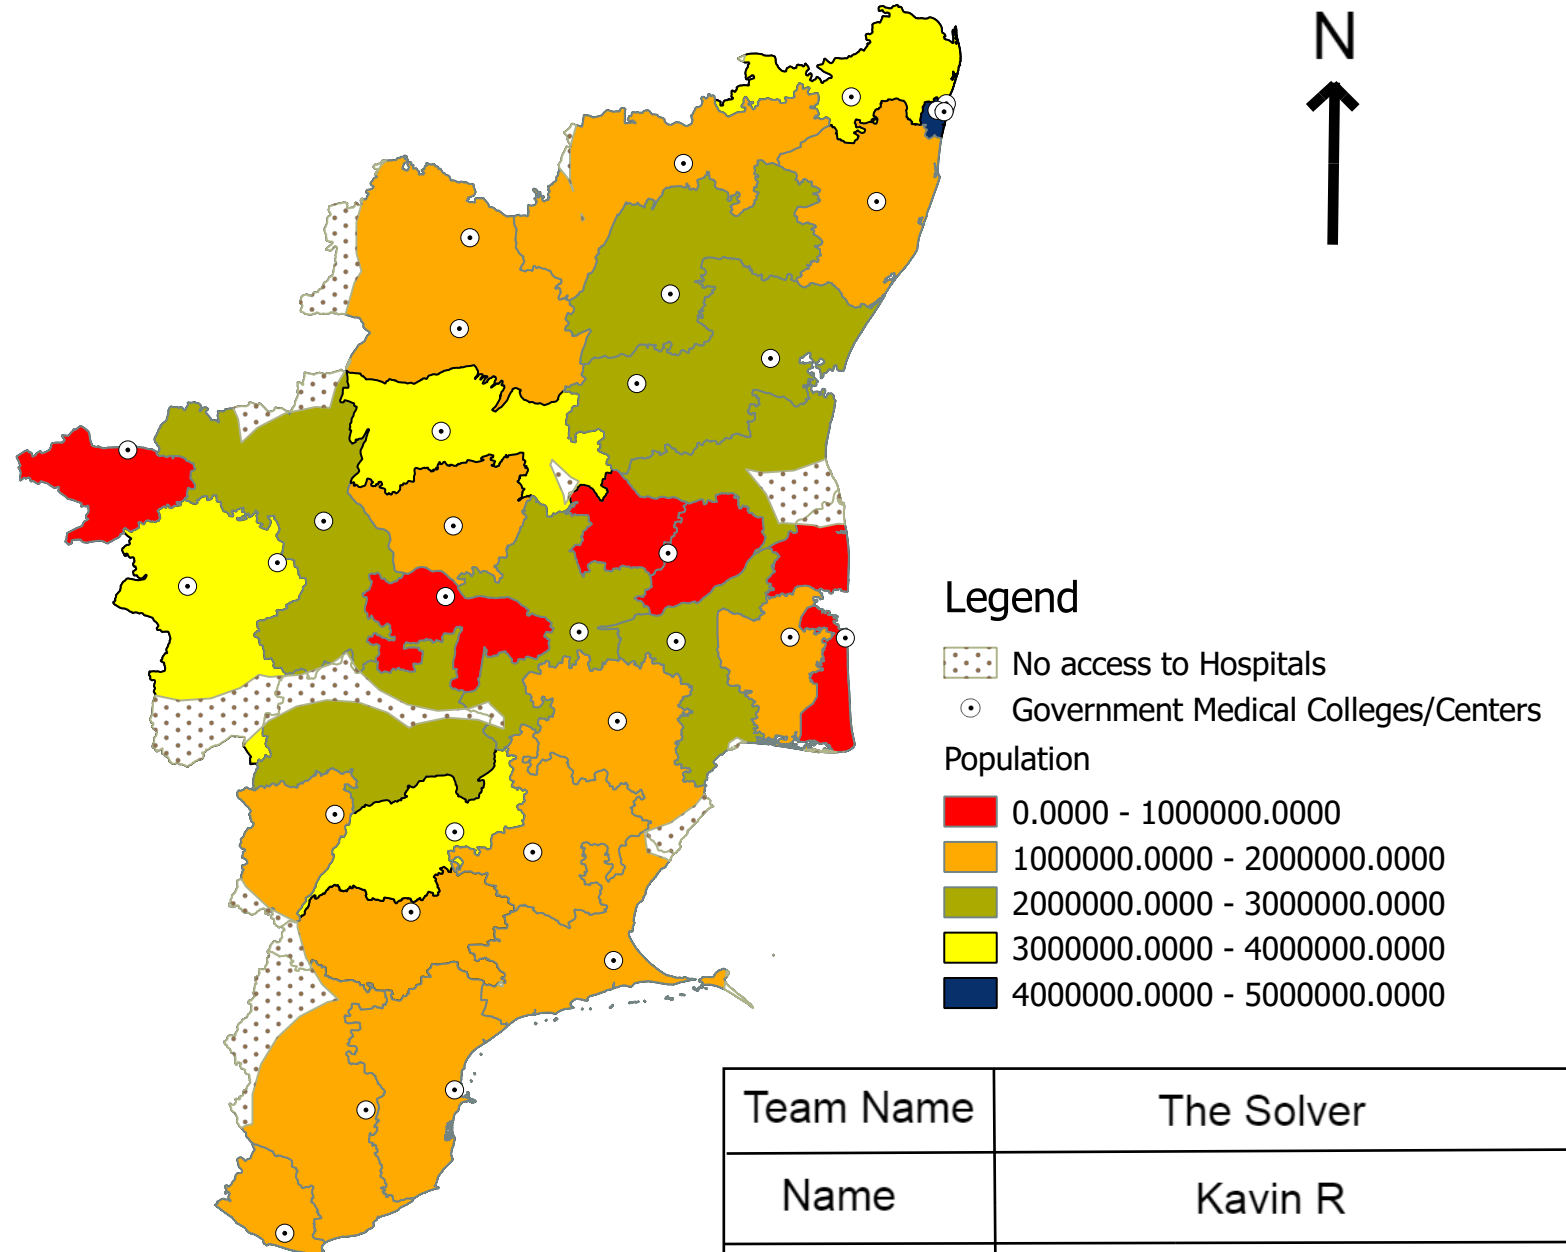 N
Legend
No access to Hospitals
Government Medical Colleges/Centers
Population
0.0000 - 1000000.0000
1000000.0000 - 2000000.0000
2000000.0000 - 3000000.0000
3000000.0000 - 4000000.0000
4000000.0000 - 5000000.0000
Team Name The Solver
Name Kavin R